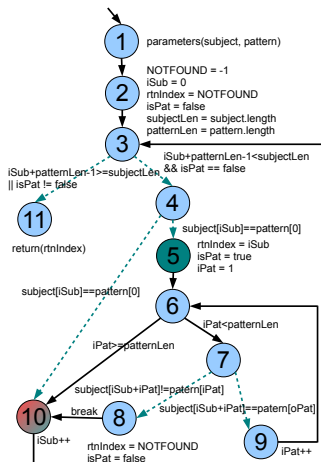 1
parameters(subject, pattern)
2
NOTFOUND = -1
iSub = 0
rtnIndex = NOTFOUND
isPat = false
subjectLen = subject.length
patternLen = pattern.length
3
iSub+patternLen-1>=subjectLen
|| isPat != false
iSub+patternLen-1<subjectLen
&& isPat == false
11
return(rtnIndex)
4
subject[iSub]==pattern[0]
5
rtnIndex = iSub
isPat = true
iPat = 1
subject[iSub]==pattern[0]
6
iPat>=patternLen
iPat<patternLen
7
subject[iSub+iPat]!=pattern[iPat]
subject[iSub+iPat]==patern[oPat]
10
break
8
iSub++
rtnIndex = NOTFOUND
isPat = false
9
iPat++